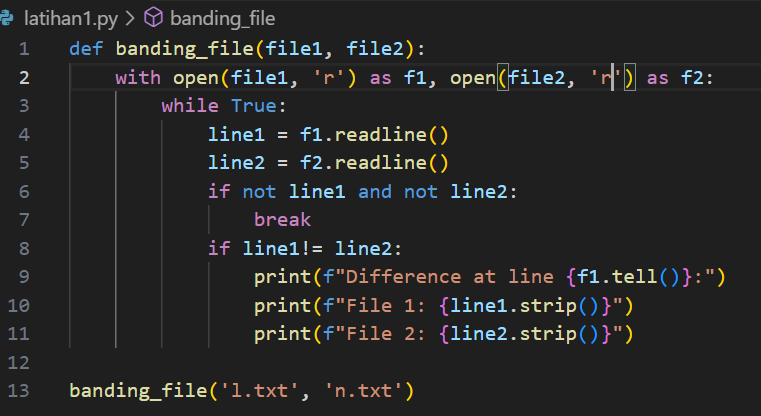 latihan1.py > banding_file
1 def banding_file(file1, file2):
2     with open(file1, 'r') as f1, open(file2, 'r') as f2:
3         while True:
4             line1 = f1.readline()
5             line2 = f2.readline()
6             if not line1 and not line2:
7                 break
8             if line1!= line2:
9                 print(f"Difference at line {f1.tell()}:")
10                 print(f"File 1: {line1.strip()}")
11                 print(f"File 2: {line2.strip()}")
12
13 banding_file('l.txt', 'n.txt')